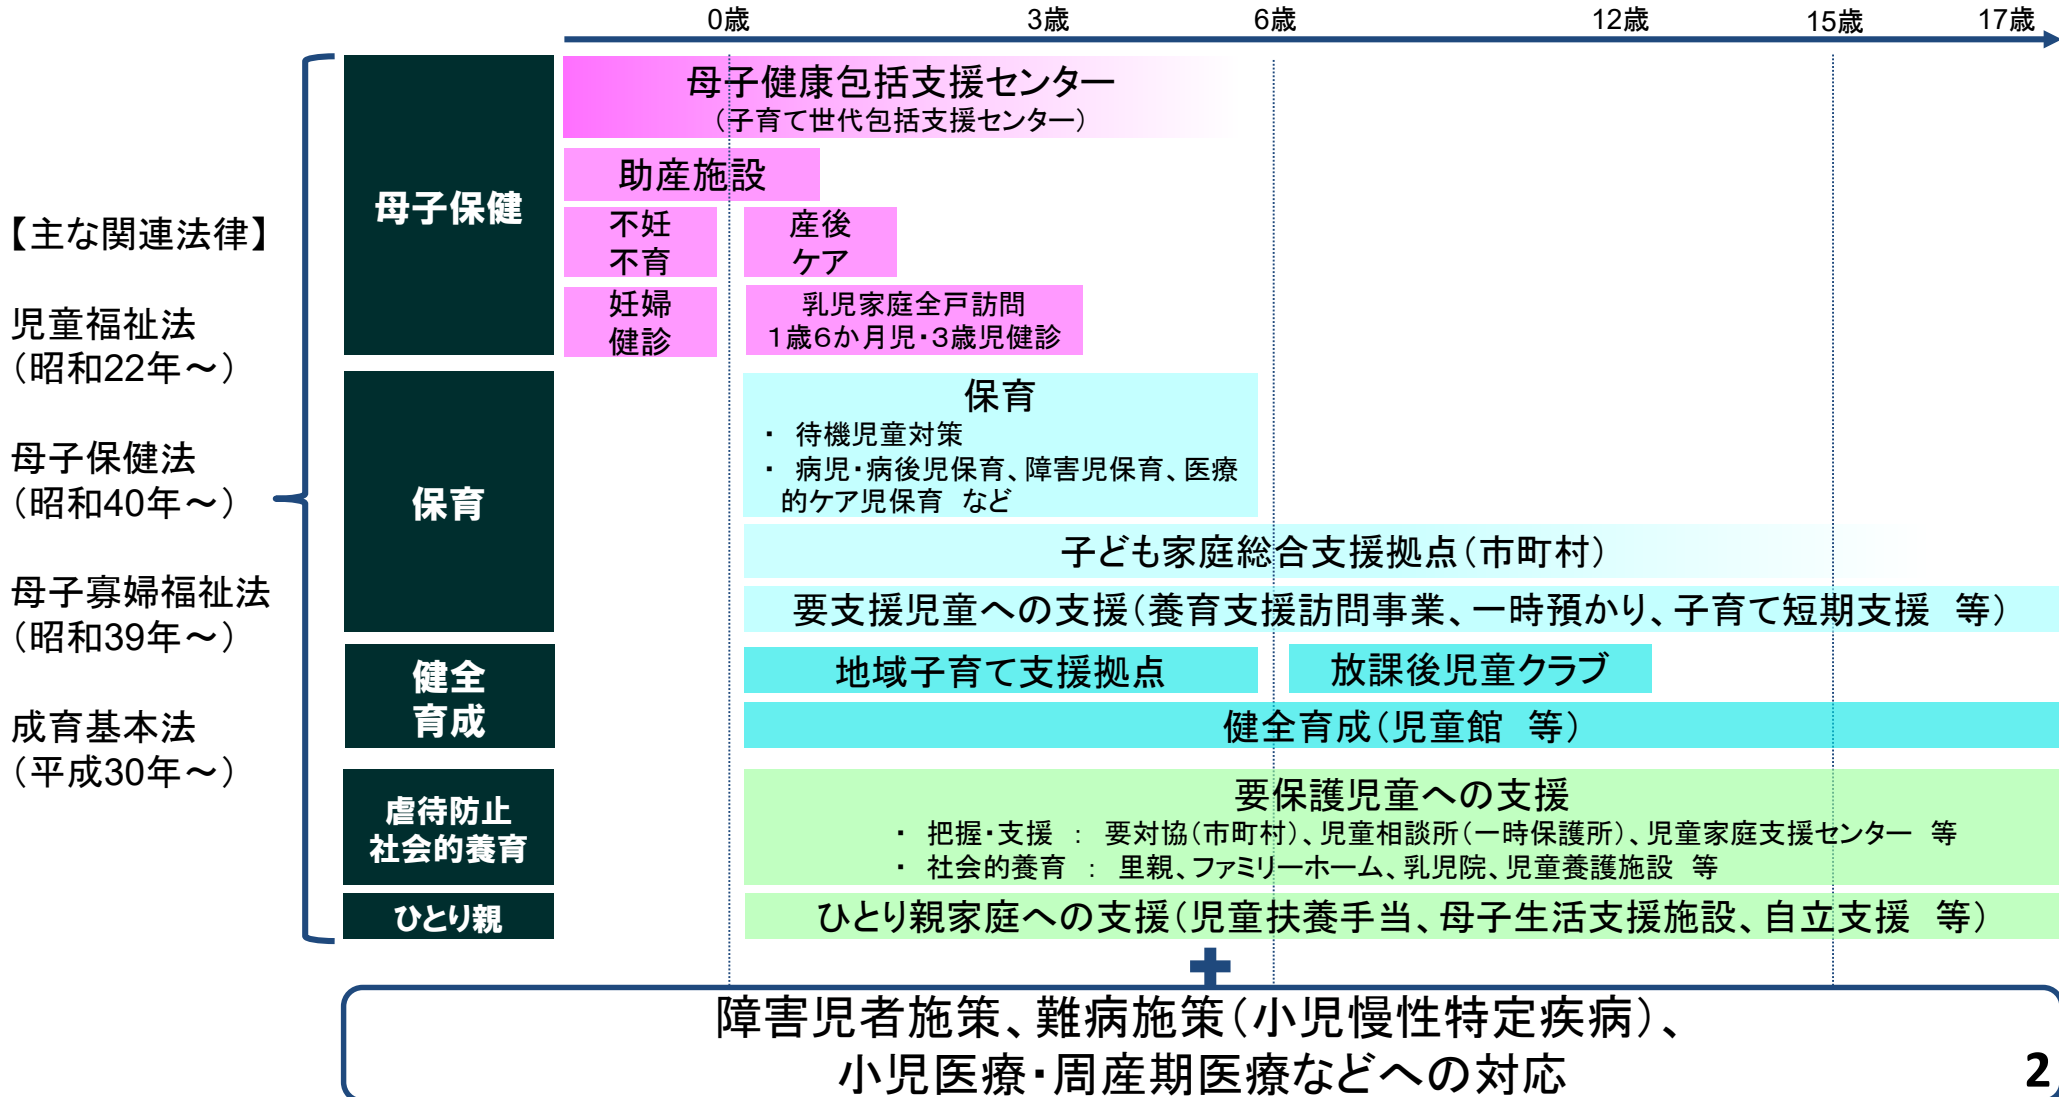 0歳 3歳 6歳 12歳 15歳 17歳
【主な関連法律】
児童福祉法
（昭和22年～）
母子保健法
（昭和40年～）
母子寡婦福祉法
（昭和39年～）
成育基本法
（平成30年～）
母子保健
母子健康包括支援センター
（子育て世代包括支援センター）
助産施設
不妊
不育
産後
ケア
妊婦
健診
乳児家庭全戸訪問
１歳６か月児・３歳児健診
保育
保育
・ 待機児童対策
・ 病児・病後児保育、障害児保育、医療
的ケア児保育 など
子ども家庭総合支援拠点（市町村）
要支援児童への支援（養育支援訪問事業、一時預かり、子育て短期支援 等）
健全
育成
地域子育て支援拠点
放課後児童クラブ
健全育成（児童館 等）
虐待防止
社会的養育
要保護児童への支援
・ 把握・支援 ： 要対協（市町村）、児童相談所（一時保護所）、児童家庭支援センター 等
・ 社会的養育 ： 里親、ファミリーホーム、乳児院、児童養護施設 等
ひとり親
ひとり親家庭への支援（児童扶養手当、母子生活支援施設、自立支援 等）
障害児者施策、難病施策（小児慢性特定疾病）、
小児医療・周産期医療などへの対応
2